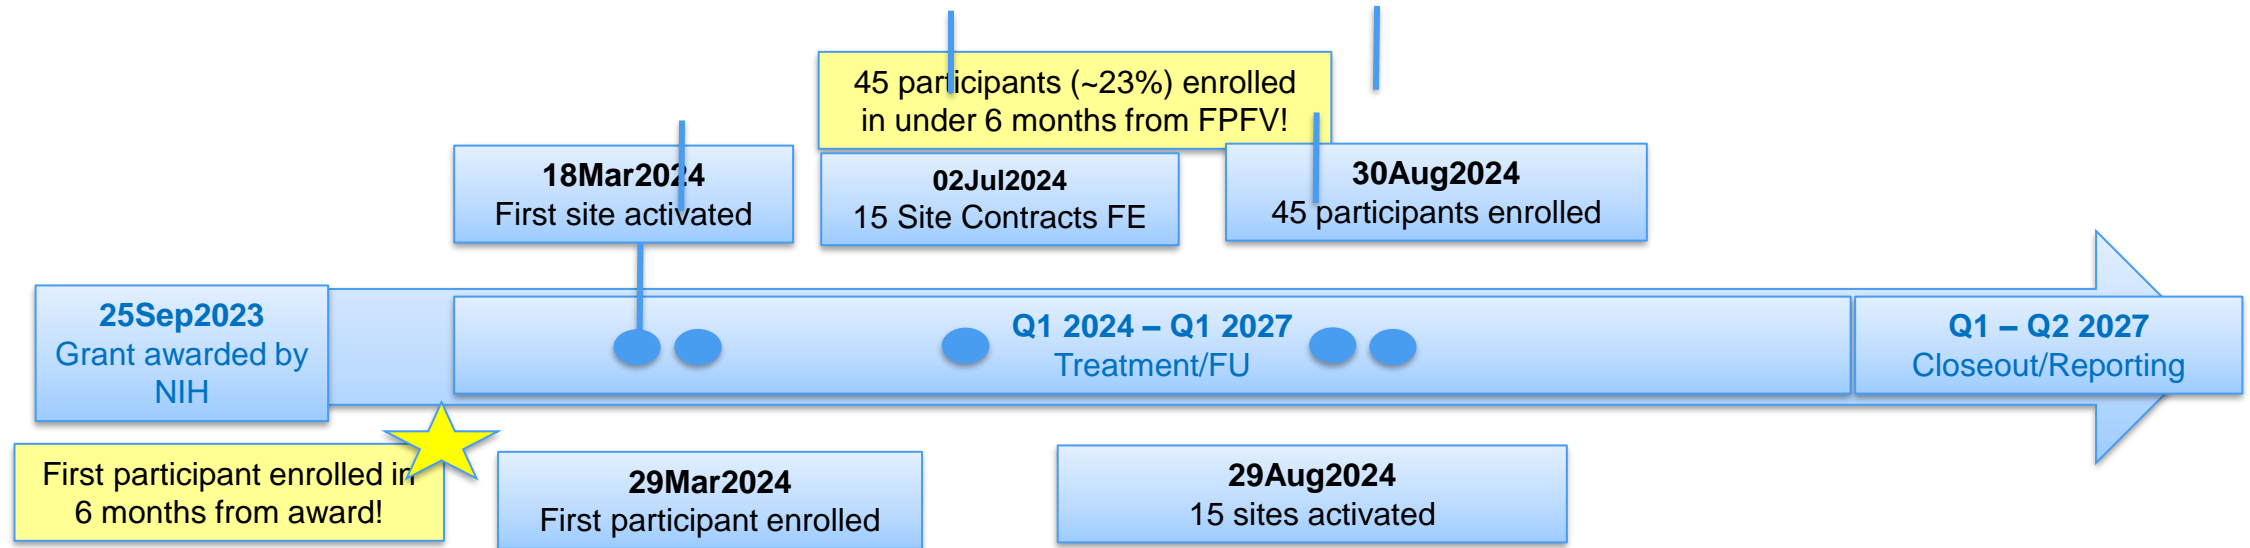 45 participants (~23%) enrolled
in under 6 months from FPFV!
18Mar2024
First site activated
02Jul2024
15 Site Contracts FE
30Aug2024
45 participants enrolled
25Sep2023
Grant awarded by
NIH
Q1 2024 – Q1 2027
Treatment/FU
Q1 – Q2 2027
Closeout/Reporting
First participant enrolled in
6 months from award!
29Mar2024
First participant enrolled
29Aug2024
15 sites activated